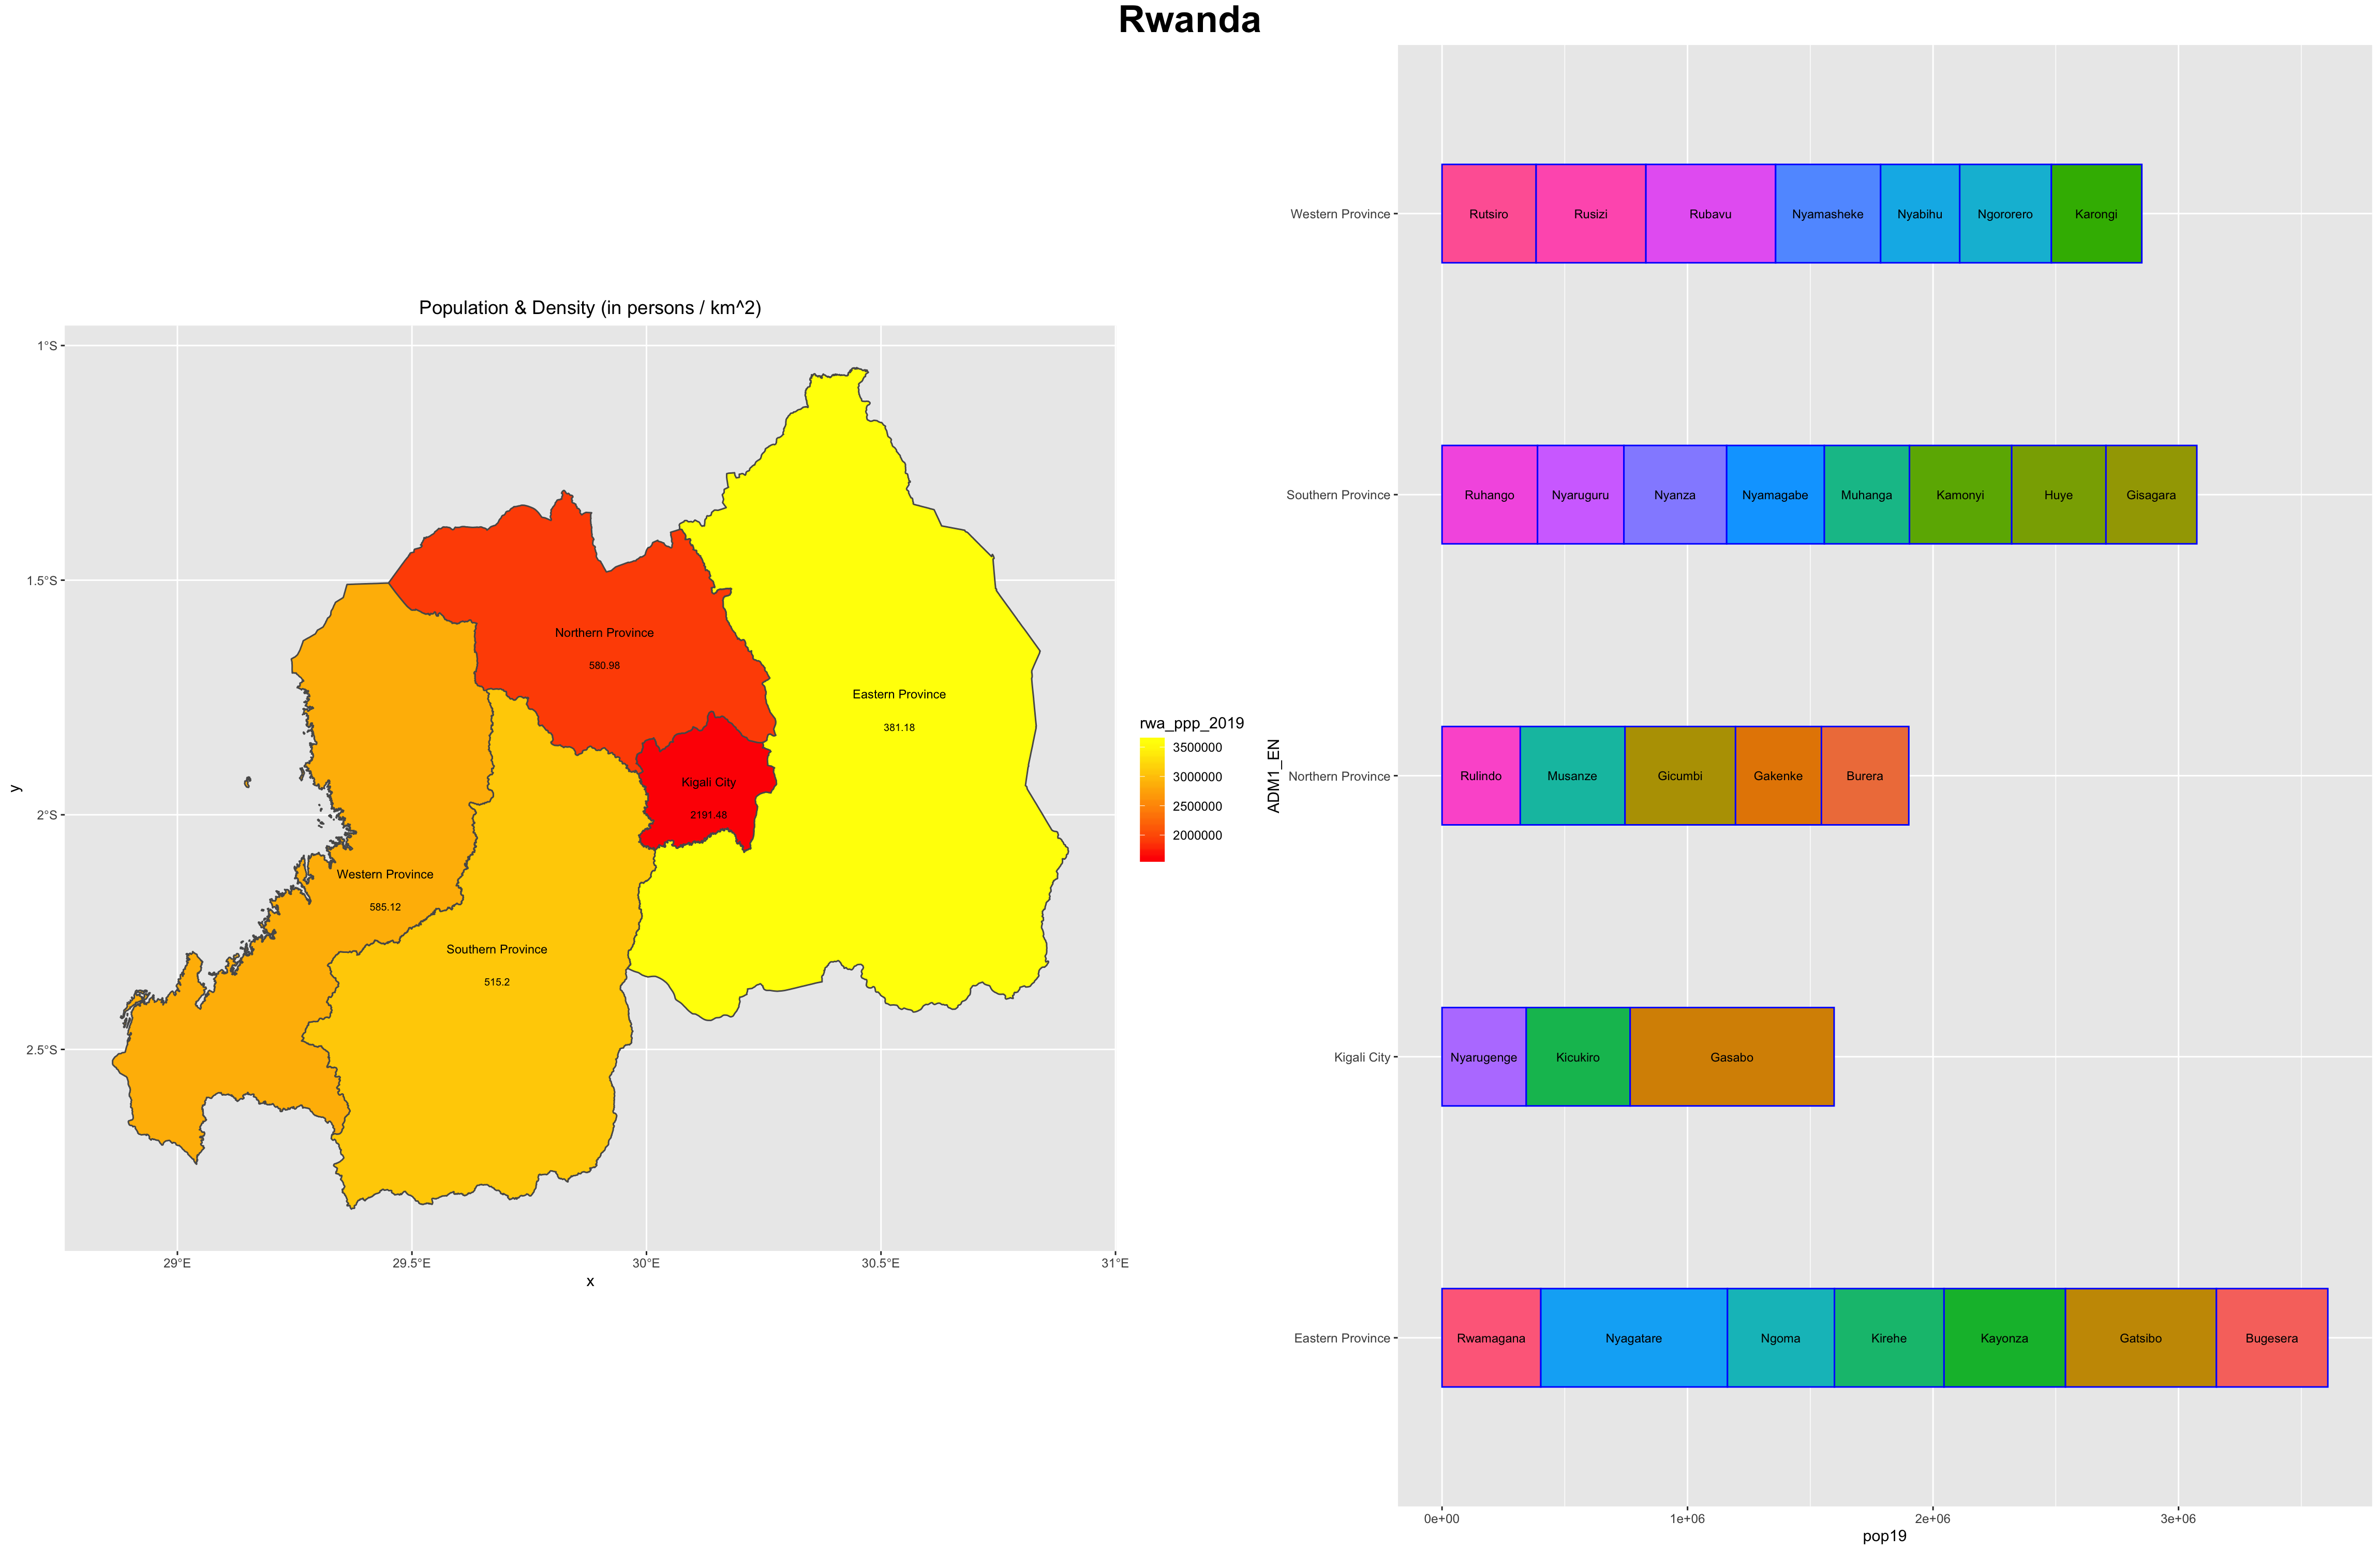 Rwanda
Population & Density (in persons / km^2)
1°S
1.5°S
2°S
2.5°S
y
Northern Province
580.98
Eastern Province
381.18
Kigali City
2191.48
Western Province
585.12
Southern Province
515.2
29°E
29.5°E
30°E
30.5°E
31°E
x
rwa_ppp_2019
3500000
3000000
2500000
2000000
ADM1_EN
Western Province
Rutsiro
Rusizi
Rubavu
Nyamasheke
Nyabihu
Ngororero
Karongi
Southern Province
Ruhango
Nyaruguru
Nyanza
Nyamagabe
Muhanga
Kamonyi
Huye
Gisagara
Northern Province
Rulindo
Musanze
Gicumbi
Gakenke
Burera
Kigali City
Nyarugenge
Kicukiro
Gasabo
Eastern Province
Rwamagana
Nyagatare
Ngoma
Kirehe
Kayonza
Gatsibo
Bugesera
0e+00
1e+06
2e+06
3e+06
pop19